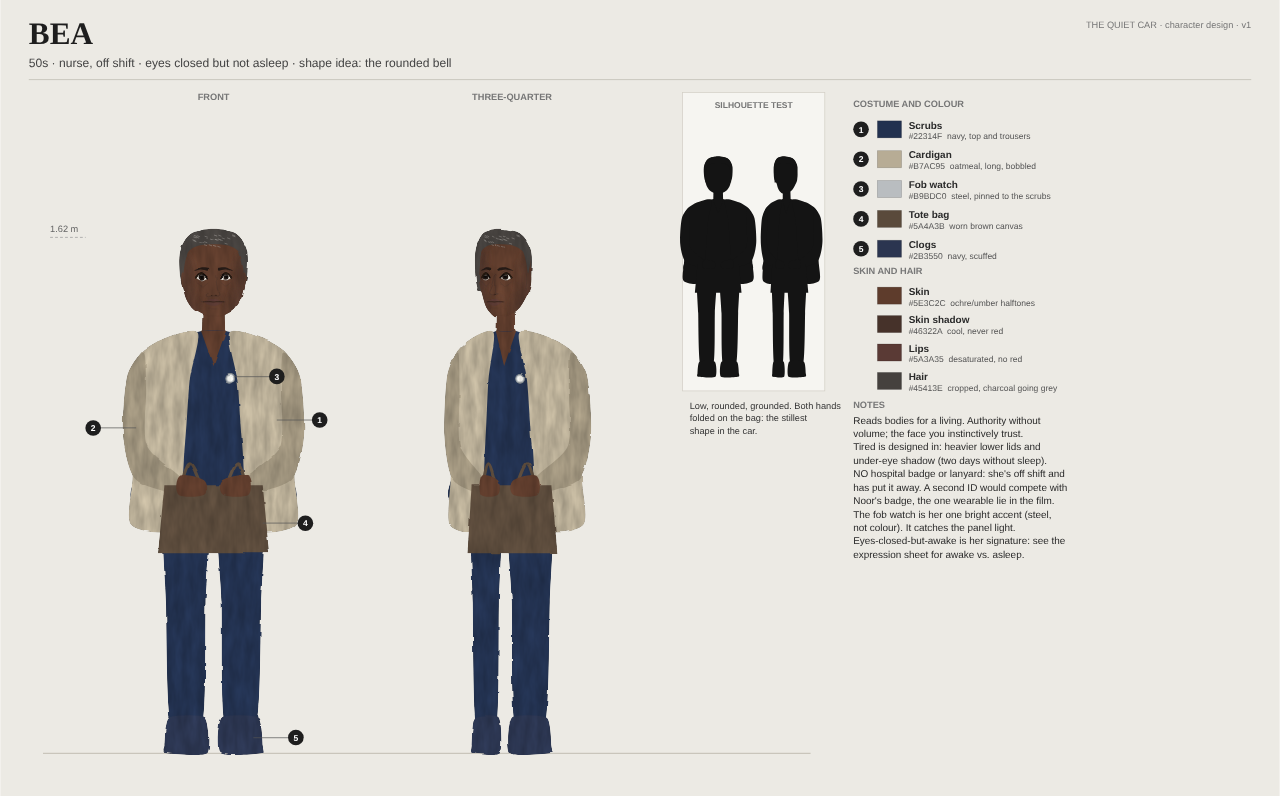 BEA
THE QUIET CAR · character design · v1
50s · nurse, off shift · eyes closed but not asleep · shape idea: the rounded bell
FRONT
THREE-QUARTER
1.62 m
3
1
2
4
5
SILHOUETTE TEST
Low, rounded, grounded. Both hands
folded on the bag: the stillest
shape in the car.
COSTUME AND COLOUR
1
Scrubs
#22314F navy, top and trousers
2
Cardigan
#B7AC95 oatmeal, long, bobbled
3
Fob watch
#B9BDC0 steel, pinned to the scrubs
4
Tote bag
#5A4A3B worn brown canvas
5
Clogs
#2B3550 navy, scuffed
SKIN AND HAIR
Skin
#5E3C2C ochre/umber halftones
Skin shadow
#46322A cool, never red
Lips
#5A3A35 desaturated, no red
Hair
#45413E cropped, charcoal going grey
NOTES
Reads bodies for a living. Authority without
volume; the face you instinctively trust.
Tired is designed in: heavier lower lids and
under-eye shadow (two days without sleep).
NO hospital badge or lanyard: she's off shift and
has put it away. A second ID would compete with
Noor's badge, the one wearable lie in the film.
The fob watch is her one bright accent (steel,
not colour). It catches the panel light.
Eyes-closed-but-awake is her signature: see the
expression sheet for awake vs. asleep.